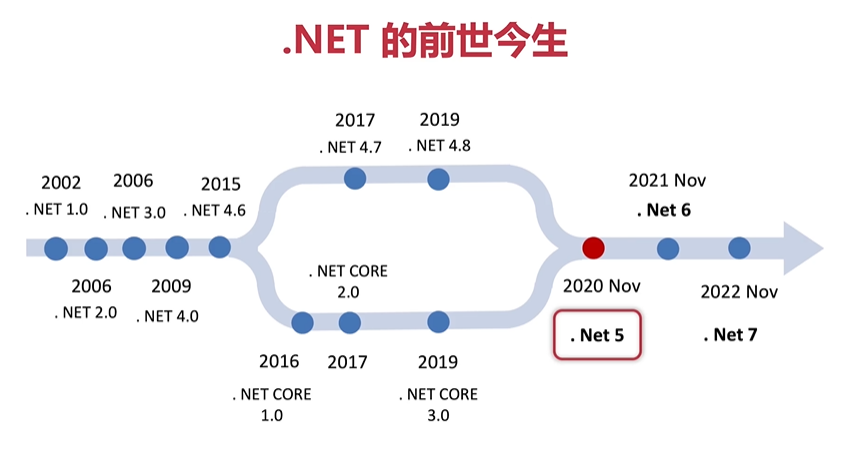 .NET 的前世今生
2017
. NET 4.7
2019
. NET 4.8
2002
. NET 1.0
2006
. NET 3.0
2015
. NET 4.6
2021 Nov
. Net 6
2006
. NET 2.0
2009
. NET 4.0
. NET CORE
2.0
2020 Nov
. Net 5
2022 Nov
. Net 7
2016
. NET CORE
1.0
2017
2019
. NET CORE
3.0